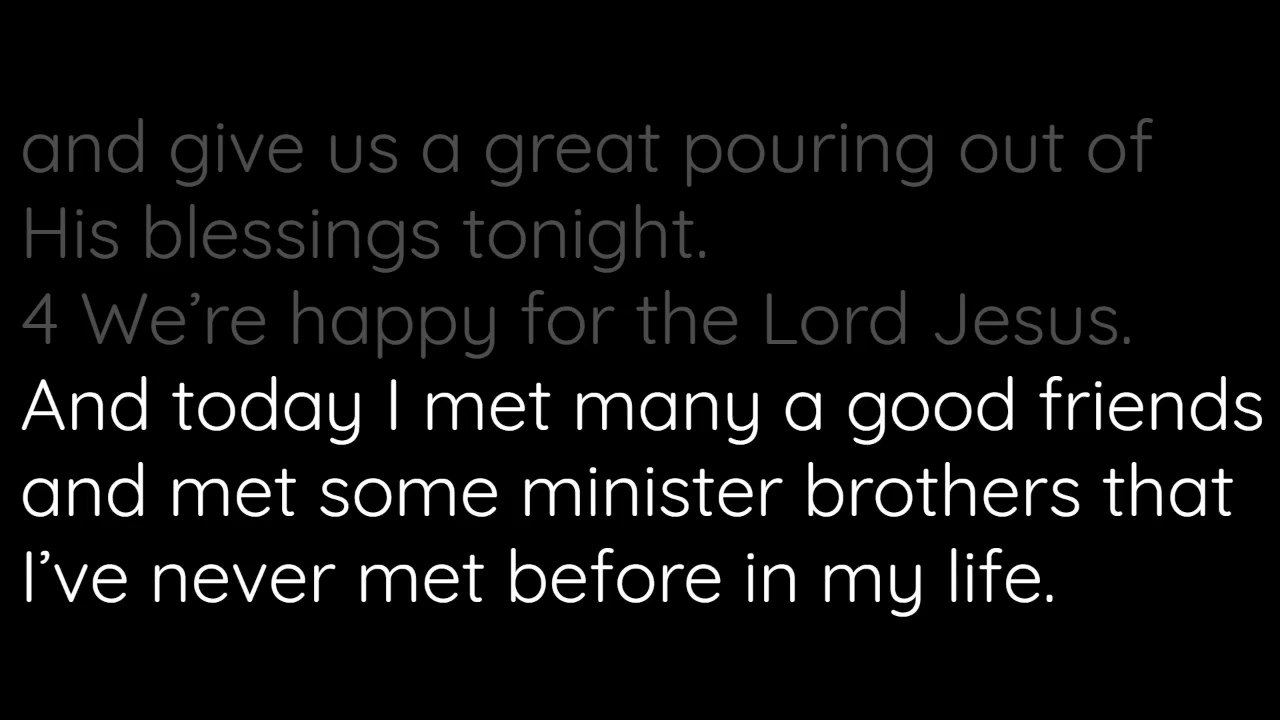 and give us a great pouring out of
His blessings tonight.
4 We’re happy for the Lord Jesus.
And today I met many a good friends
and met some minister brothers that
I’ve never met before in my life.